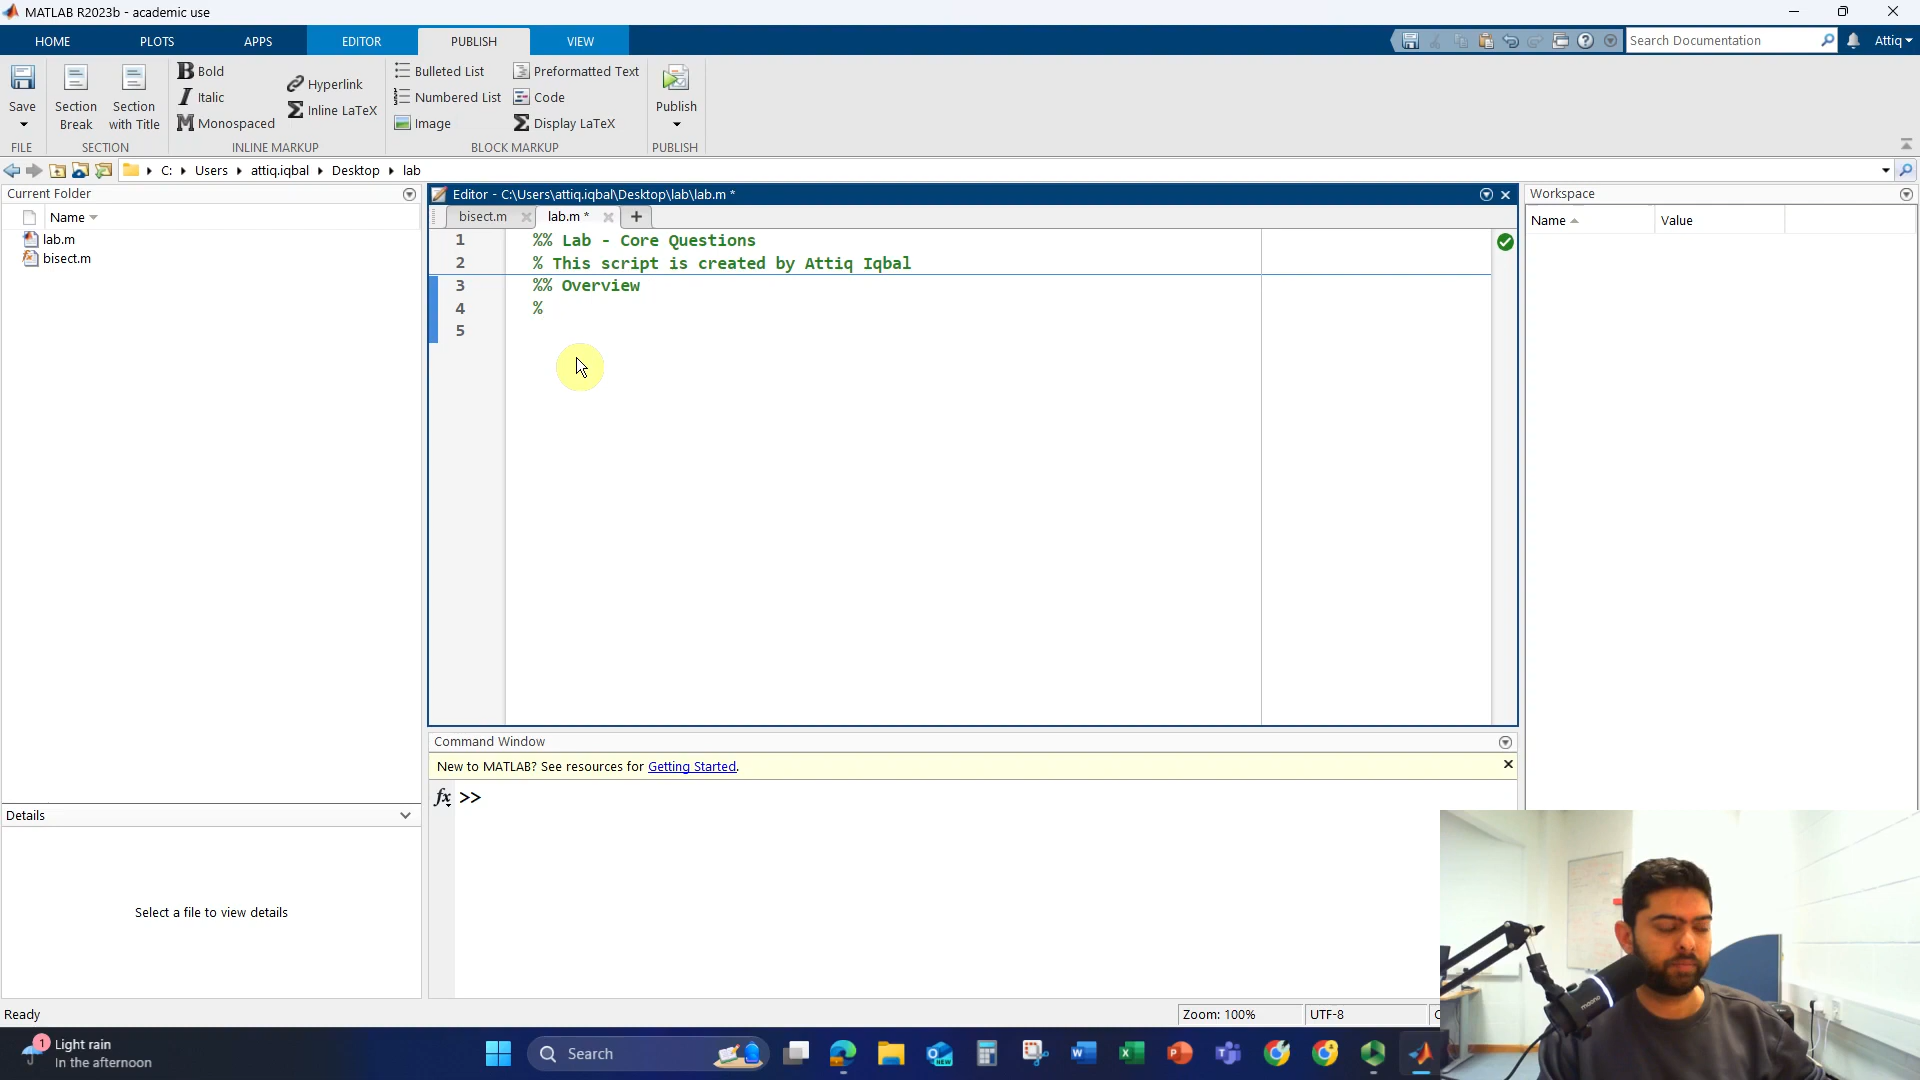 MATLAB R2023b - academic use
HOME PLOTS APPS EDITOR PUBLISH VIEW
Search Documentation
Attiq
Save
Section Break
Section with Title
Bold
Italic
Monospaced
Hyperlink
Inline LaTeX
Bulleted List
Numbered List
Image
Preformatted Text
Code
Display LaTeX
Publish
FILE SECTION INLINE MARKUP BLOCK MARKUP PUBLISH
C: Users attiq.iqbal Desktop lab
Current Folder
Name
lab.m
bisect.m
Details
Select a file to view details
Editor - C:\Users\attiq.iqbal\Desktop\lab\lab.m *
bisect.m lab.m * +
1 %% Lab - Core Questions
2 % This script is created by Attiq Iqbal
3 %% Overview
4 %
5
Command Window
New to MATLAB? See resources for Getting Started.
fx >>
Workspace
Name Value
Ready
Zoom: 100% UTF-8
1
Light rain
In the afternoon
Search
NEW